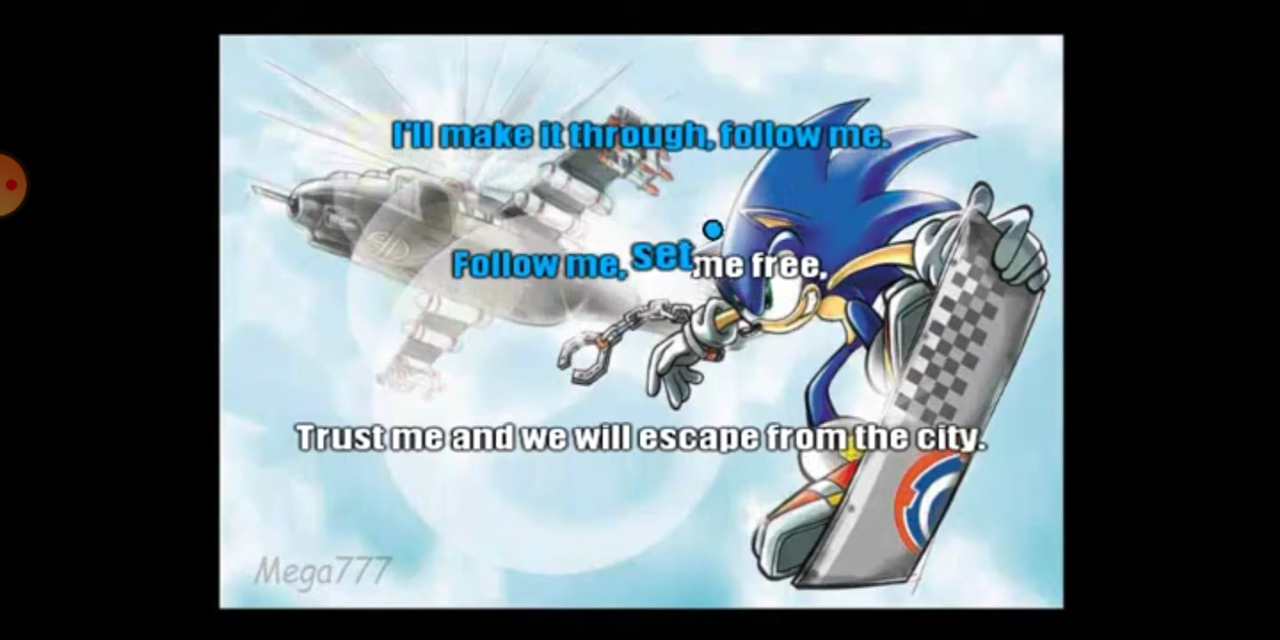 I'll make it through, follow me.
Follow me, set me free,
Trust me and we will escape from the city.
Mega777